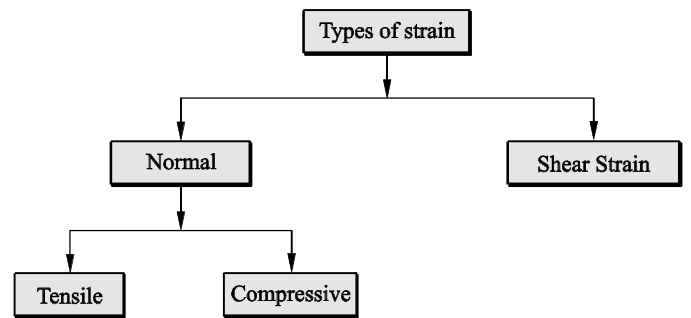 Types of strain
Normal
Shear Strain
Tensile
Compressive